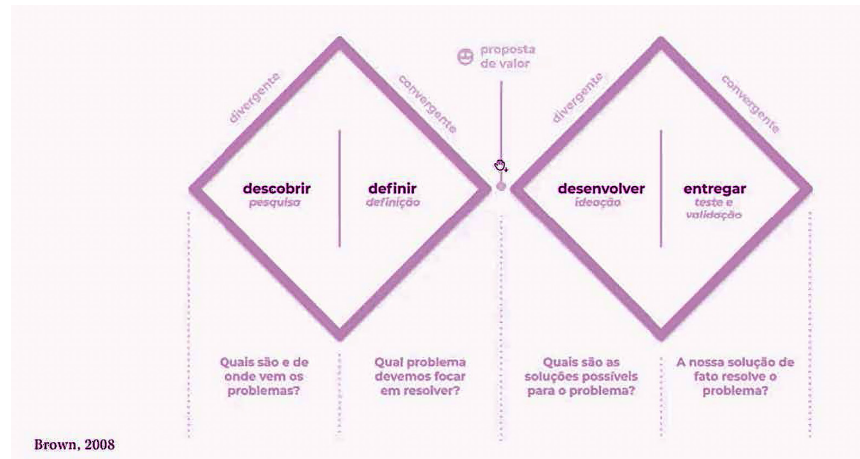 proposta
de valor
divergente
convergente
divergente
convergente
descobrir
pesquisa
definir
definição
desenvolver
ideação
entregar
teste e
validação
Quais são e de
onde vem os
problemas?
Qual problema
devemos focar
em resolver?
Quais são as
soluções possíveis
para o problema?
A nossa solução de
fato resolve o
problema?
Brown, 2008